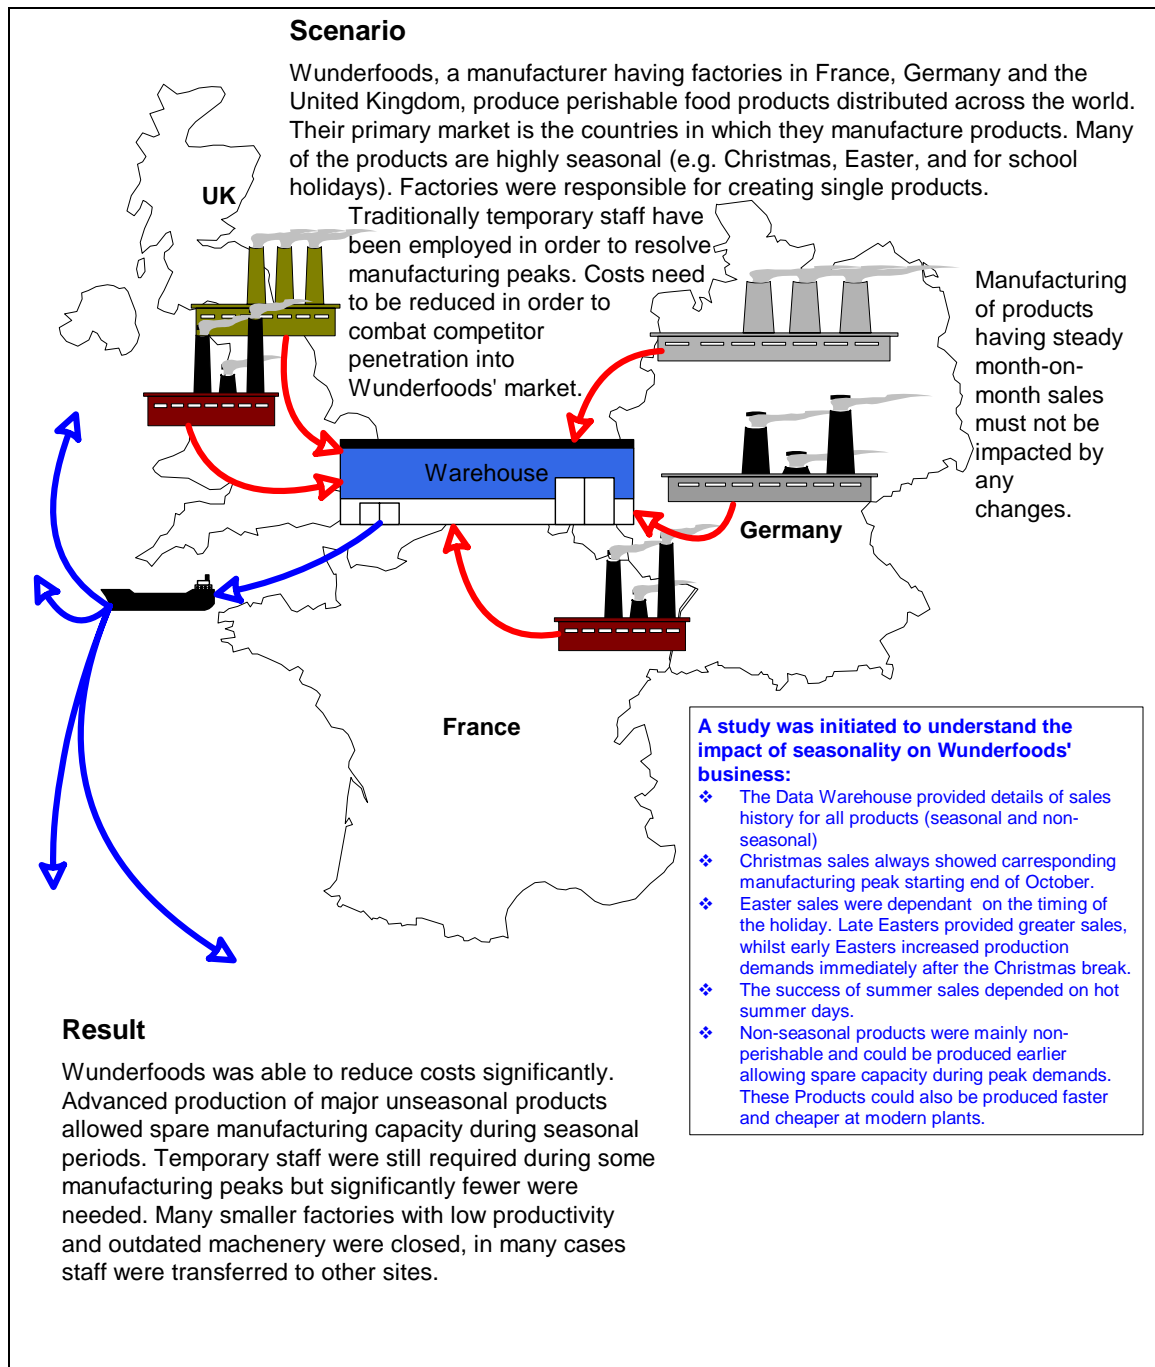 Scenario
Wunderfoods, a manufacturer having factories in France, Germany and the
United Kingdom, produce perishable food products distributed across the world.
Their primary market is the countries in which they manufacture products. Many
of the products are highly seasonal (e.g. Christmas, Easter, and for school
holidays). Factories were responsible for creating single products.
UK
Traditionally temporary staff have
been employed in order to resolve
manufacturing peaks. Costs need
to be reduced in order to
combat competitor
penetration into
Wunderfoods' market.
Manufacturing
of products
having steady
month-on-
month sales
must not be
impacted by
any
changes.
Warehouse
Germany
France
A study was initiated to understand the
impact of seasonality on Wunderfoods'
business:
❖ The Data Warehouse provided details of sales
history for all products (seasonal and non-
seasonal)
❖ Christmas sales always showed carresponding
manufacturing peak starting end of October.
❖ Easter sales were dependant on the timing of
the holiday. Late Easters provided greater sales,
whilst early Easters increased production
demands immediately after the Christmas break.
❖ The success of summer sales depended on hot
summer days.
❖ Non-seasonal products were mainly non-
perishable and could be produced earlier
allowing spare capacity during peak demands.
These Products could also be produced faster
and cheaper at modern plants.
Result
Wunderfoods was able to reduce costs significantly.
Advanced production of major unseasonal products
allowed spare manufacturing capacity during seasonal
periods. Temporary staff were still required during some
manufacturing peaks but significantly fewer were
needed. Many smaller factories with low productivity
and outdated machenery were closed, in many cases
staff were transferred to other sites.